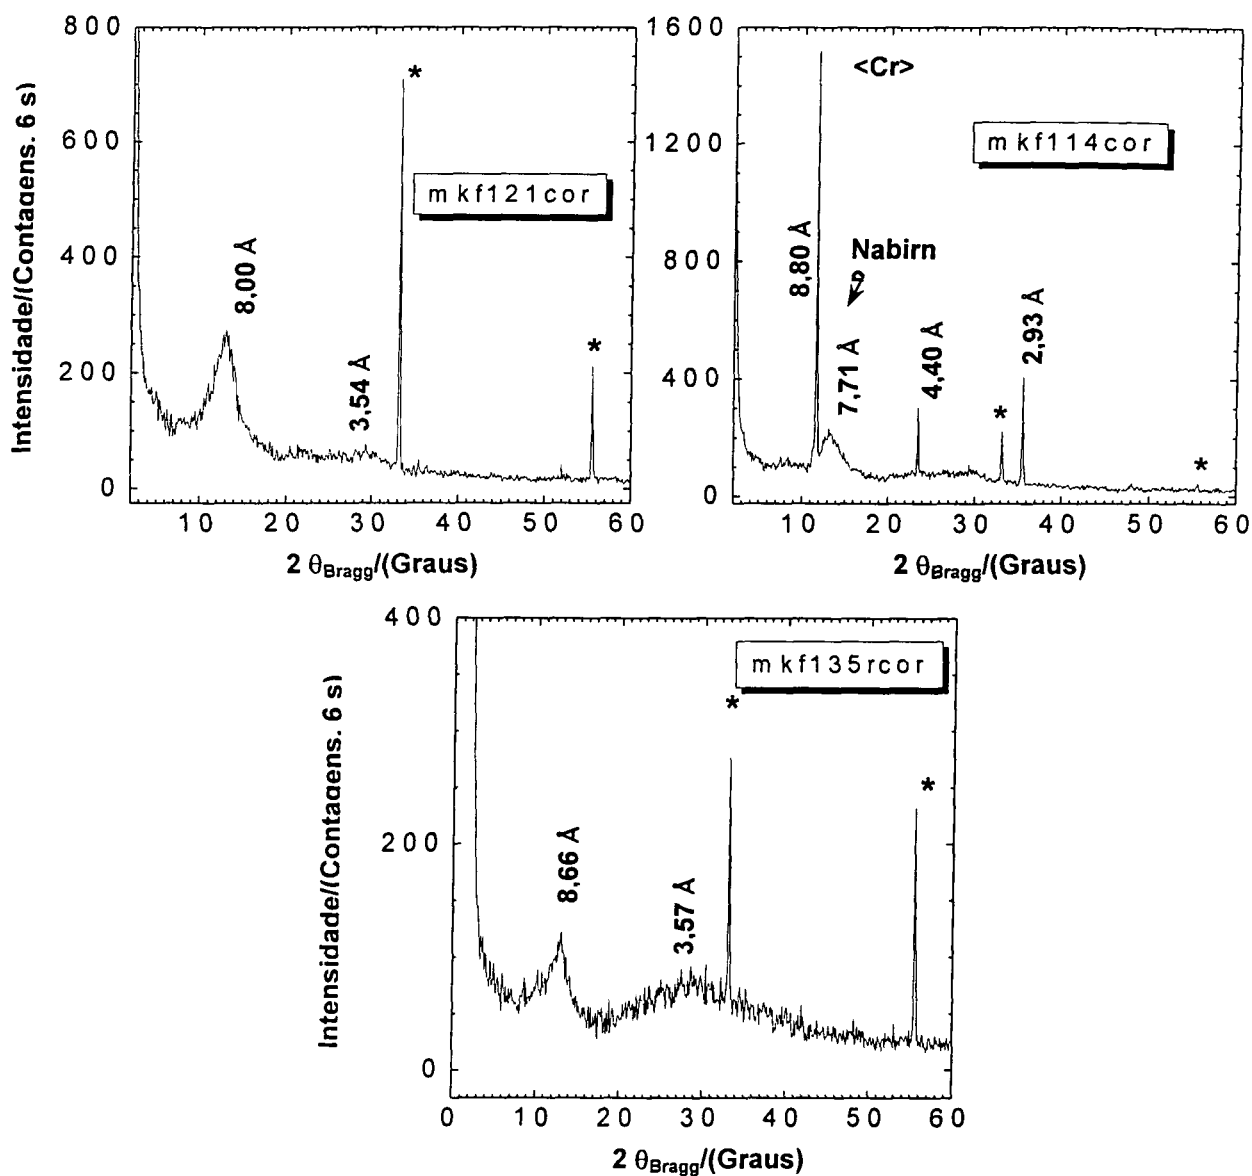 800
600
400
200
0
Intensidade/(Contagens. 6 s)
*
mkf121cor
8,00 Å
3,54 Å
*
10 20 30 40 50 60
2 θBragg/(Graus)
1600
1200
800
400
0
<Cr>
mkf114cor
8,80 Å
Nabirn
7,71 Å
4,40 Å
*
2,93 Å
*
10 20 30 40 50 60
2 θBragg/(Graus)
400
200
0
Intensidade/(Contagens. 6 s)
mkf135rcor
*
*
8,66 Å
3,57 Å
0 10 20 30 40 50 60
2 θBragg/(Graus)